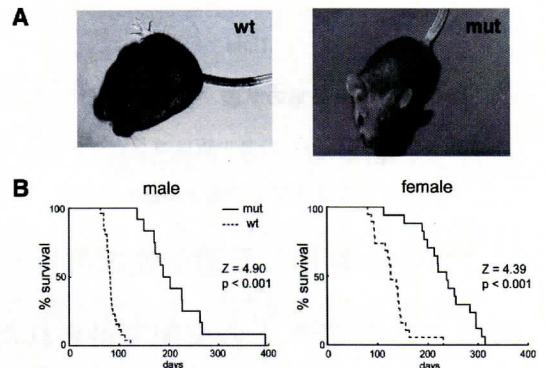 A
wt
mut
B
male
female
100
50
0
% survival
mut
wt
Z = 4.90
p < 0.001
0 100 200 300 400
days
100
50
0
% survival
Z = 4.39
p < 0.001
0 100 200 300 400
days